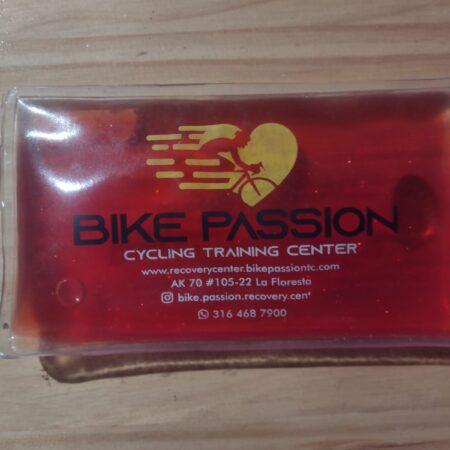 BIKE PASSION
CYCLING TRAINING CENTER
www.recoverycenter.bikepassiontc.com
AK 70 #105-22 La Floresta
bike.passion.recovery.cent
316 468 7900